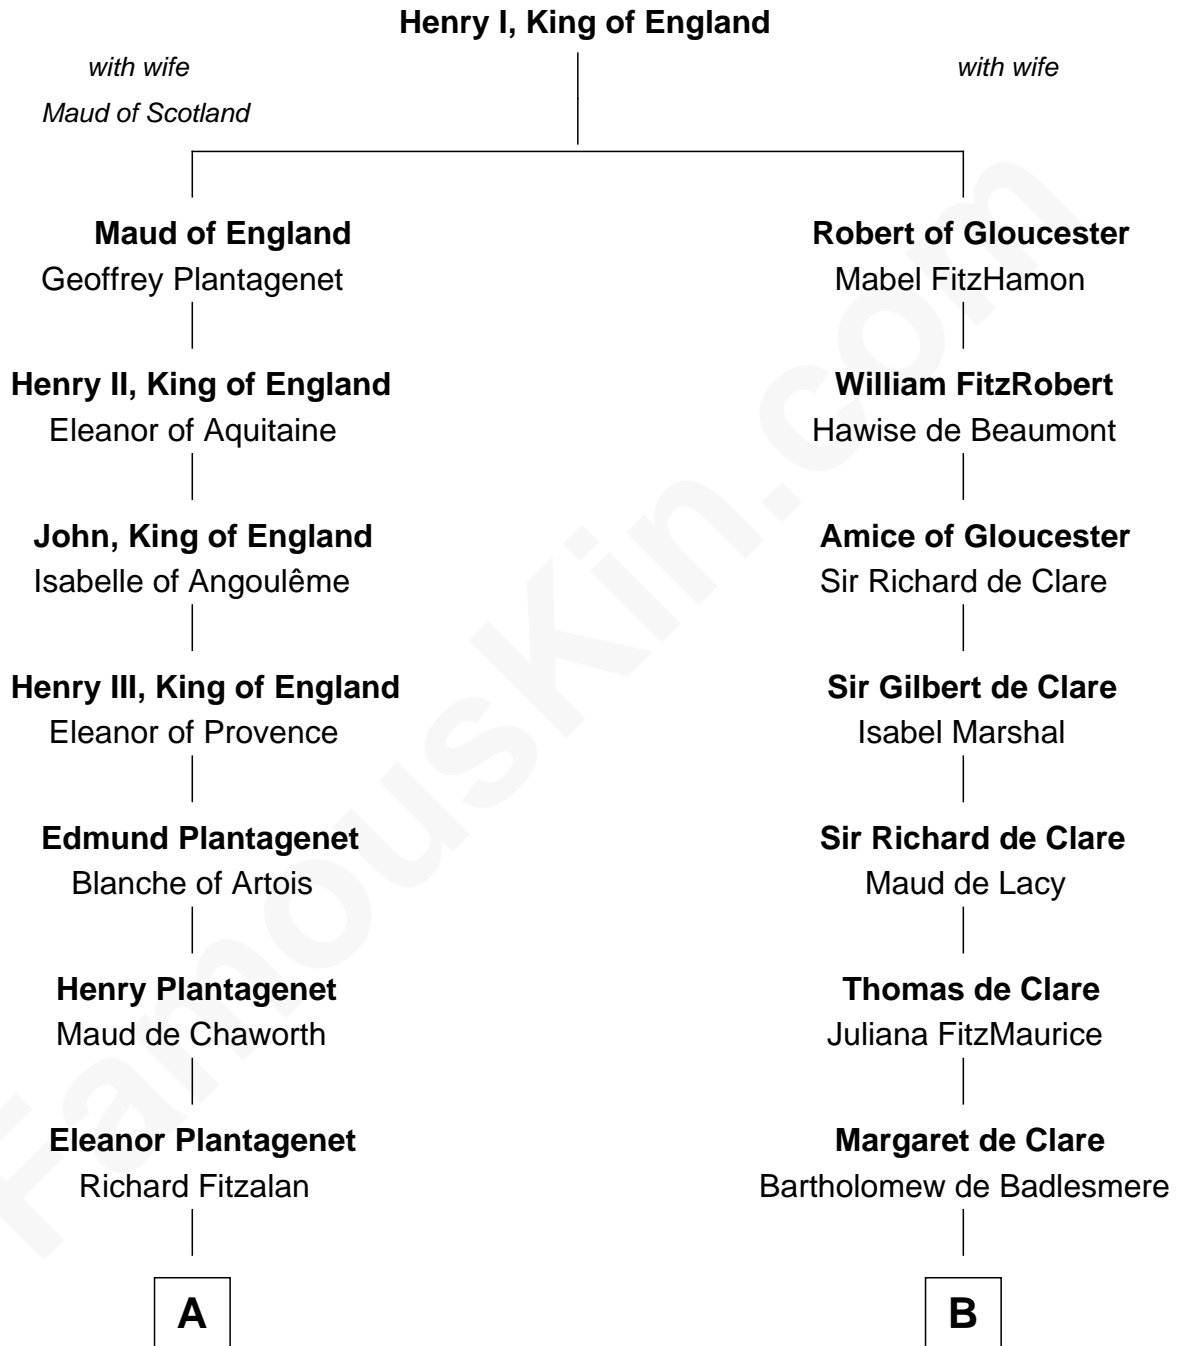 Henry I, King of England
with wife
Maud of Scotland
with wife
Maud of England
Geoffrey Plantagenet
Robert of Gloucester
Mabel FitzHamon
Henry II, King of England
Eleanor of Aquitaine
William FitzRobert
Hawise de Beaumont
John, King of England
Isabelle of Angoulême
Amice of Gloucester
Sir Richard de Clare
Henry III, King of England
Eleanor of Provence
Sir Gilbert de Clare
Isabel Marshal
Edmund Plantagenet
Blanche of Artois
Sir Richard de Clare
Maud de Lacy
Henry Plantagenet
Maud de Chaworth
Thomas de Clare
Juliana FitzMaurice
Eleanor Plantagenet
Richard Fitzalan
Margaret de Clare
Bartholomew de Badlesmere
A
B
FamousKin.com